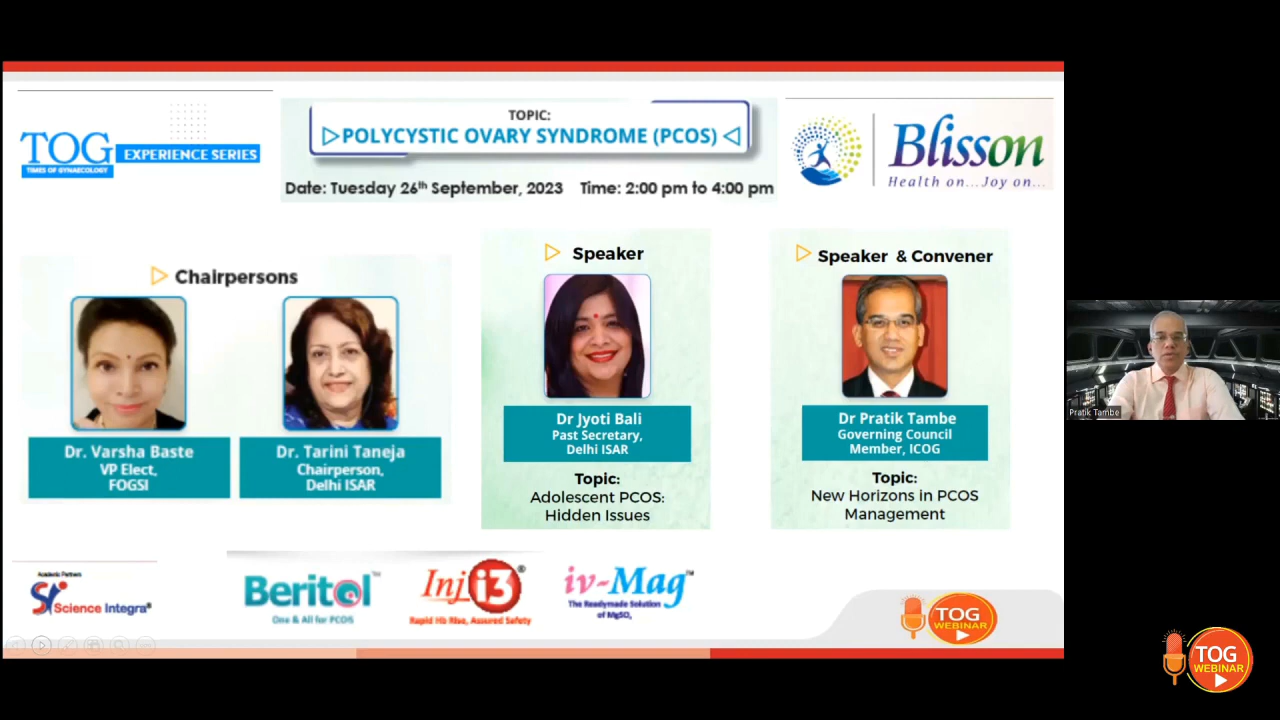 TOPIC:
POLYCYSTIC OVARY SYNDROME (PCOS)
TOG
EXPERIENCE SERIES
TIMES OF GYNAECOLOGY
Date: Tuesday 26th September, 2023 Time: 2:00 pm to 4:00 pm
Blisson
Health on...Joy on...
Chairpersons
Dr. Varsha Baste
VP Elect,
FOGSI
Dr. Tarini Taneja
Chairperson,
Delhi ISAR
Speaker
Dr Jyoti Bali
Past Secretary,
Delhi ISAR
Topic:
Adolescent PCOS:
Hidden Issues
Speaker & Convener
Dr Pratik Tambe
Governing Council
Member, ICOG
Topic:
New Horizons in PCOS
Management
Pratik Tambe
Academic Partners
Science Integra®
Beritol™
One & All for PCOS
Inj i3®
Rapid Hb Rise, Assured Safety
iv-Mag™
The Readymade Solution
of MgSO₄
TOG
WEBINAR
TOG
WEBINAR